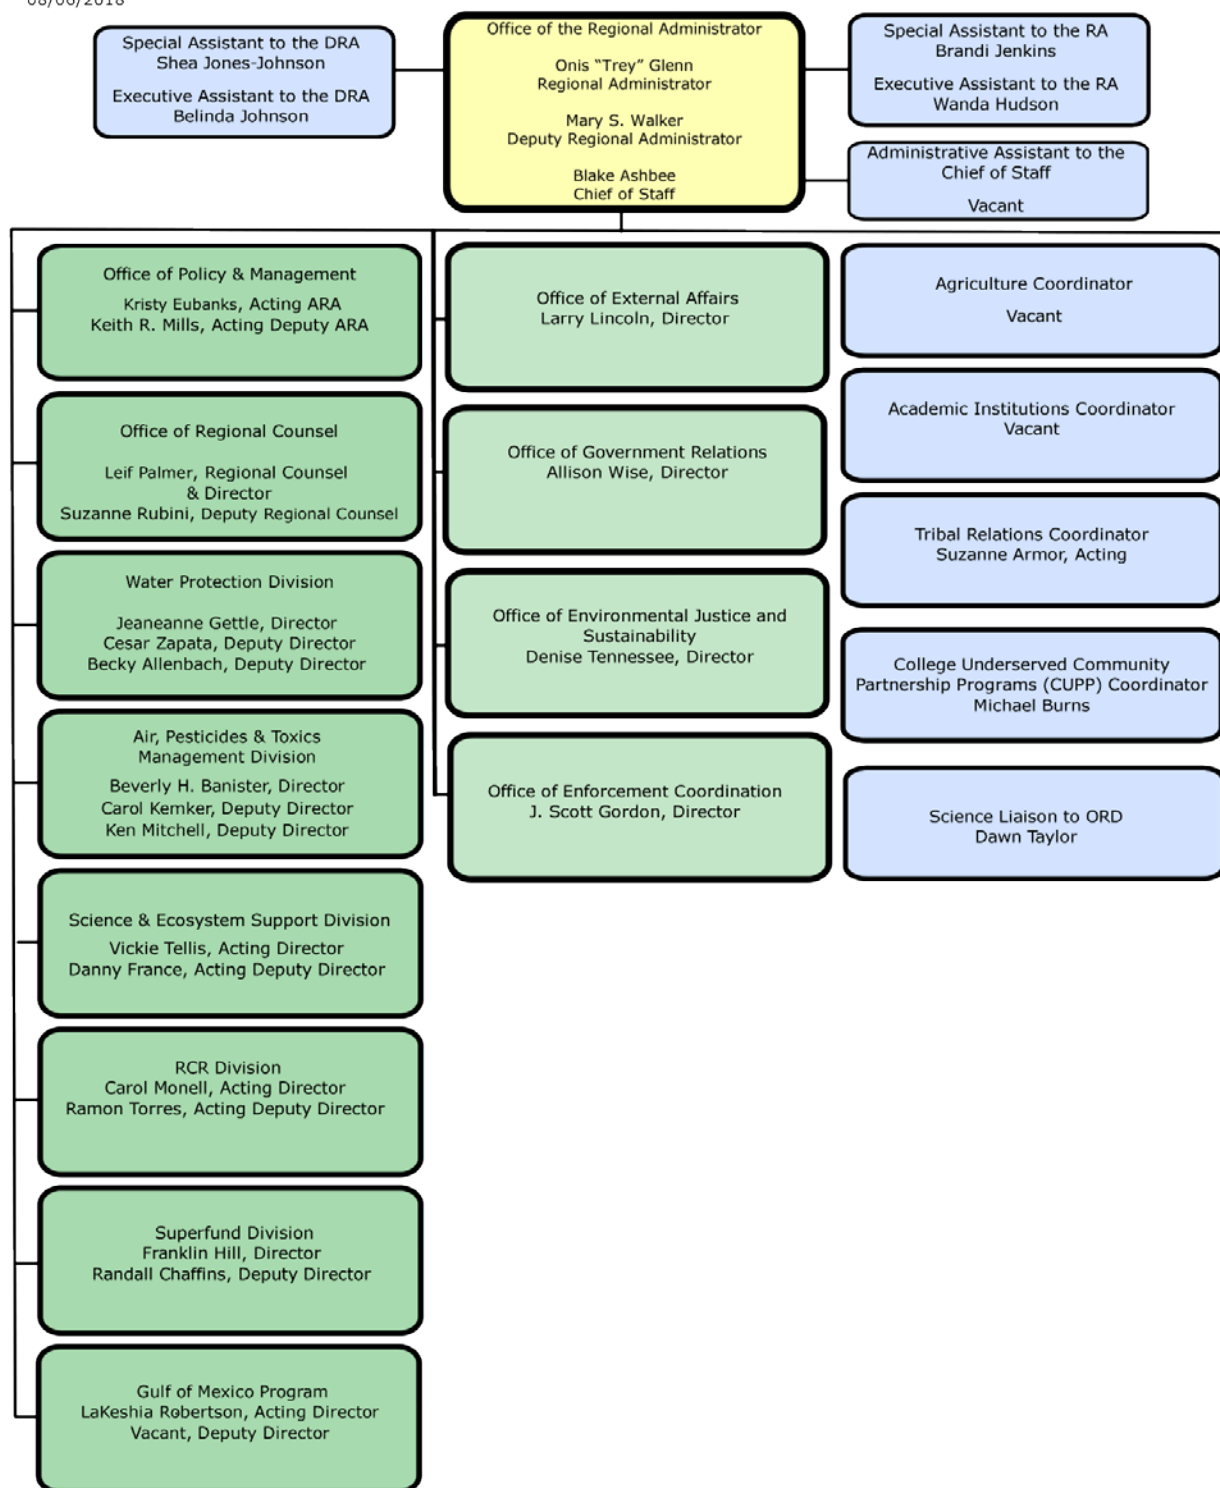 08/06/2018
Special Assistant to the DRA
Shea Jones-Johnson
Executive Assistant to the DRA
Belinda Johnson
Office of the Regional Administrator
Onis “Trey” Glenn
Regional Administrator
Mary S. Walker
Deputy Regional Administrator
Blake Ashbee
Chief of Staff
Special Assistant to the RA
Brandi Jenkins
Executive Assistant to the RA
Wanda Hudson
Administrative Assistant to the
Chief of Staff
Vacant
Office of Policy & Management
Kristy Eubanks, Acting ARA
Keith R. Mills, Acting Deputy ARA
Office of Regional Counsel
Leif Palmer, Regional Counsel
& Director
Suzanne Rubini, Deputy Regional Counsel
Water Protection Division
Jeaneanne Gettle, Director
Cesar Zapata, Deputy Director
Becky Allenbach, Deputy Director
Air, Pesticides & Toxics
Management Division
Beverly H. Banister, Director
Carol Kemker, Deputy Director
Ken Mitchell, Deputy Director
Science & Ecosystem Support Division
Vickie Tellis, Acting Director
Danny France, Acting Deputy Director
RCR Division
Carol Monell, Acting Director
Ramon Torres, Acting Deputy Director
Superfund Division
Franklin Hill, Director
Randall Chaffins, Deputy Director
Gulf of Mexico Program
LaKeshia Robertson, Acting Director
Vacant, Deputy Director
Office of External Affairs
Larry Lincoln, Director
Office of Government Relations
Allison Wise, Director
Office of Environmental Justice and
Sustainability
Denise Tennessee, Director
Office of Enforcement Coordination
J. Scott Gordon, Director
Agriculture Coordinator
Vacant
Academic Institutions Coordinator
Vacant
Tribal Relations Coordinator
Suzanne Armor, Acting
College Underserved Community
Partnership Programs (CUPP) Coordinator
Michael Burns
Science Liaison to ORD
Dawn Taylor